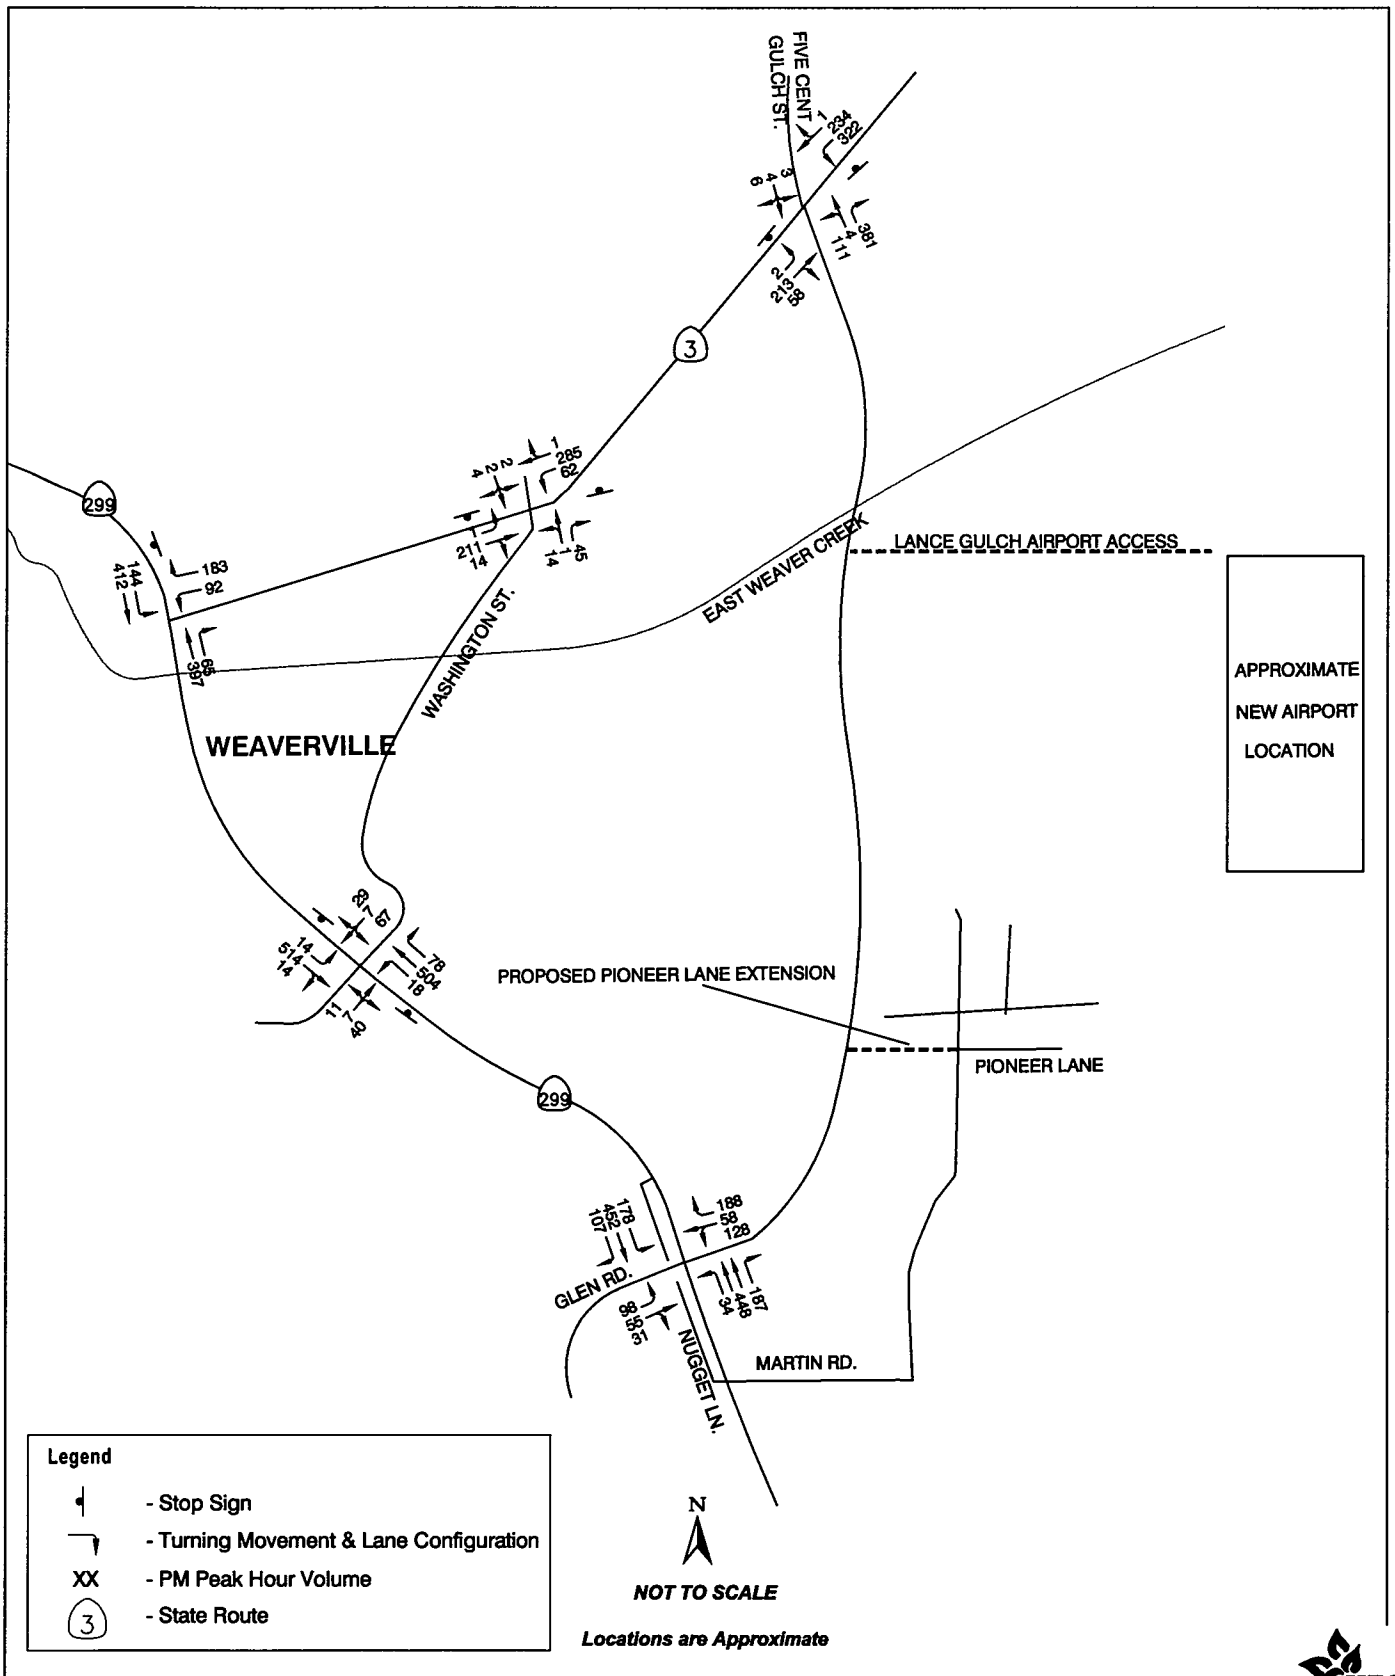 FIVE CENT
GULCH ST.
1
234
322
3
4
6
381
4
111
2
213
58
3
1
285
62
2
2
4
1
211
14
45
1
14
299
183
92
144
412
65
397
EAST WEAVER CREEK
LANCE GULCH AIRPORT ACCESS
APPROXIMATE
NEW AIRPORT
LOCATION
WASHINGTON ST.
WEAVERVILLE
29
7
67
14
514
14
78
504
18
11
7
40
PROPOSED PIONEER LANE EXTENSION
PIONEER LANE
299
178
452
107
188
58
128
GLEN RD.
98
55
31
187
448
34
NUGGET LN.
MARTIN RD.
Legend
- Stop Sign
- Turning Movement & Lane Configuration
XX - PM Peak Hour Volume
3 - State Route
N
NOT TO SCALE
Locations are Approximate